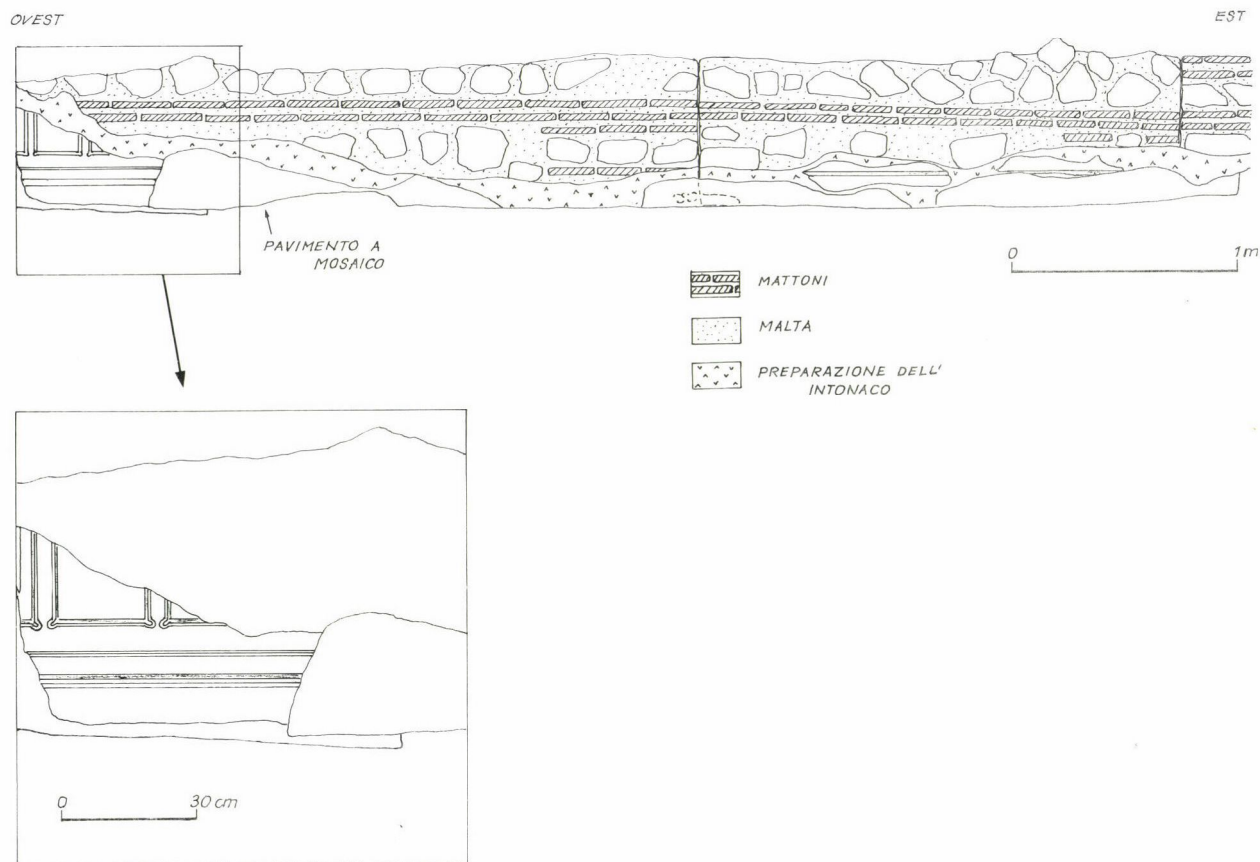 OVEST
EST
PAVIMENTO A
MOSAICO
0 1m
MATTONI
MALTA
PREPARAZIONE DELL'
INTONACO
0 30 cm